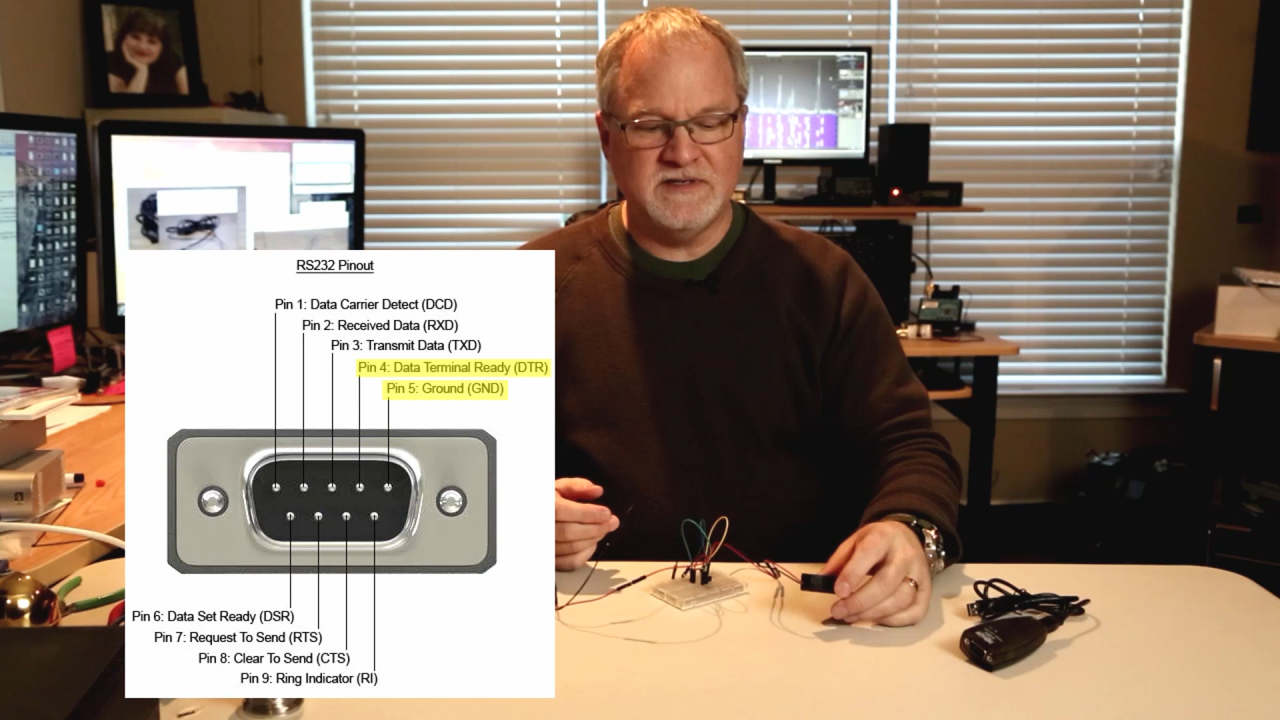 RS232 Pinout
Pin 1: Data Carrier Detect (DCD)
Pin 2: Received Data (RXD)
Pin 3: Transmit Data (TXD)
Pin 4: Data Terminal Ready (DTR)
Pin 5: Ground (GND)
Pin 6: Data Set Ready (DSR)
Pin 7: Request To Send (RTS)
Pin 8: Clear To Send (CTS)
Pin 9: Ring Indicator (RI)